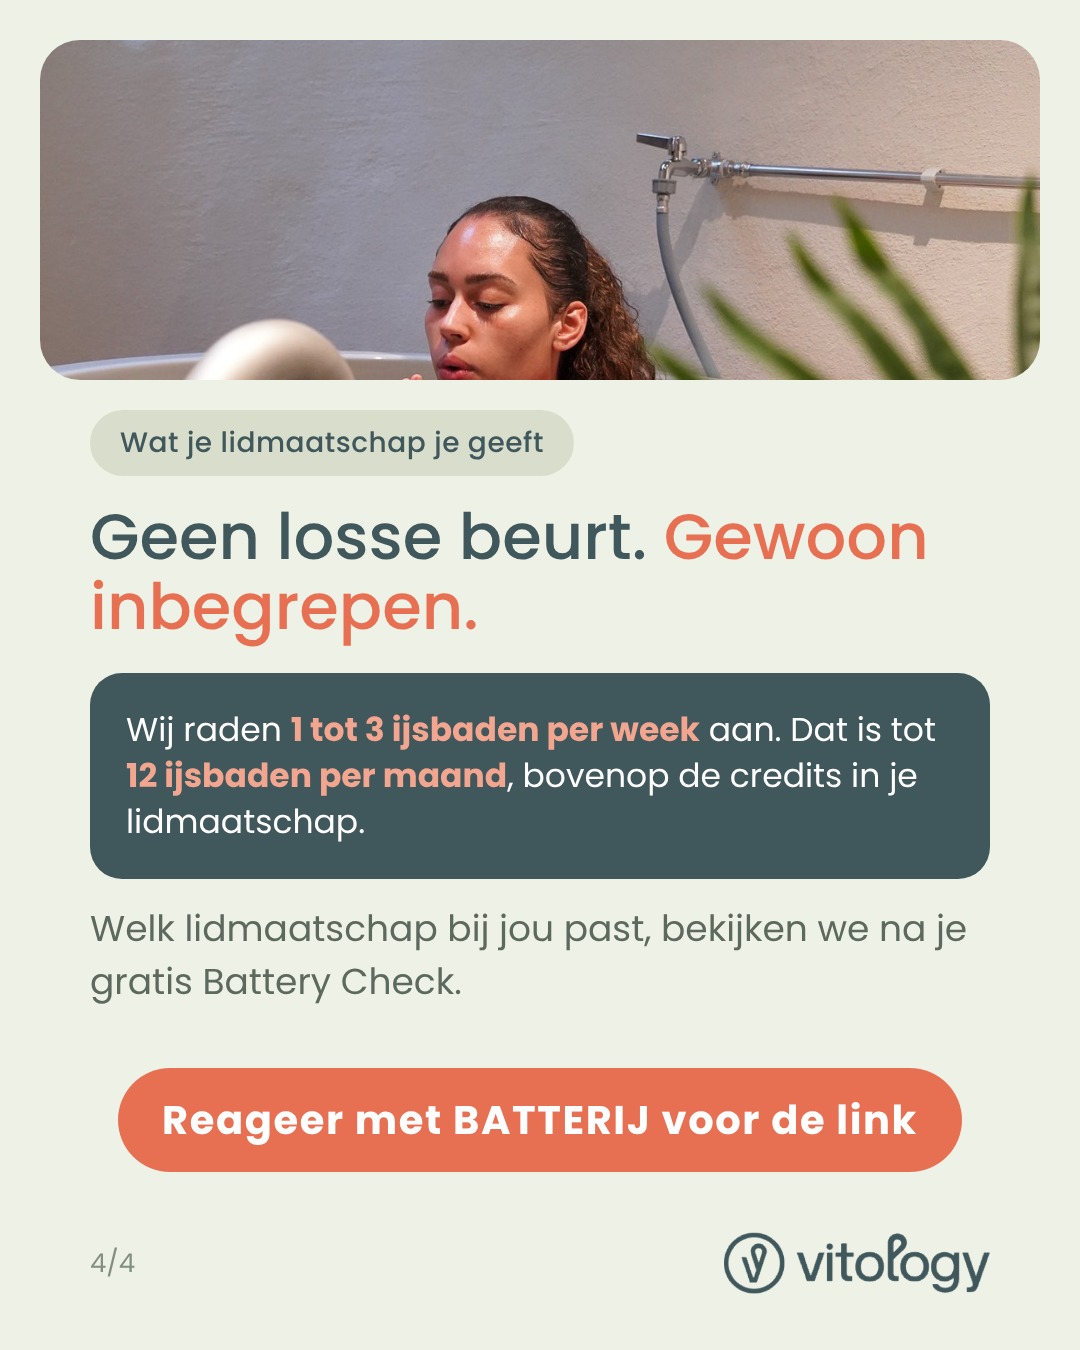 Wat je lidmaatschap je geeft
Geen losse beurt. Gewoon
inbegrepen.
Wij raden 1 tot 3 ijsbaden per week aan. Dat is tot
12 ijsbaden per maand, bovenop de credits in je
lidmaatschap.
Welk lidmaatschap bij jou past, bekijken we na je
gratis Battery Check.
Reageer met BATTERIJ voor de link
4/4
vitology